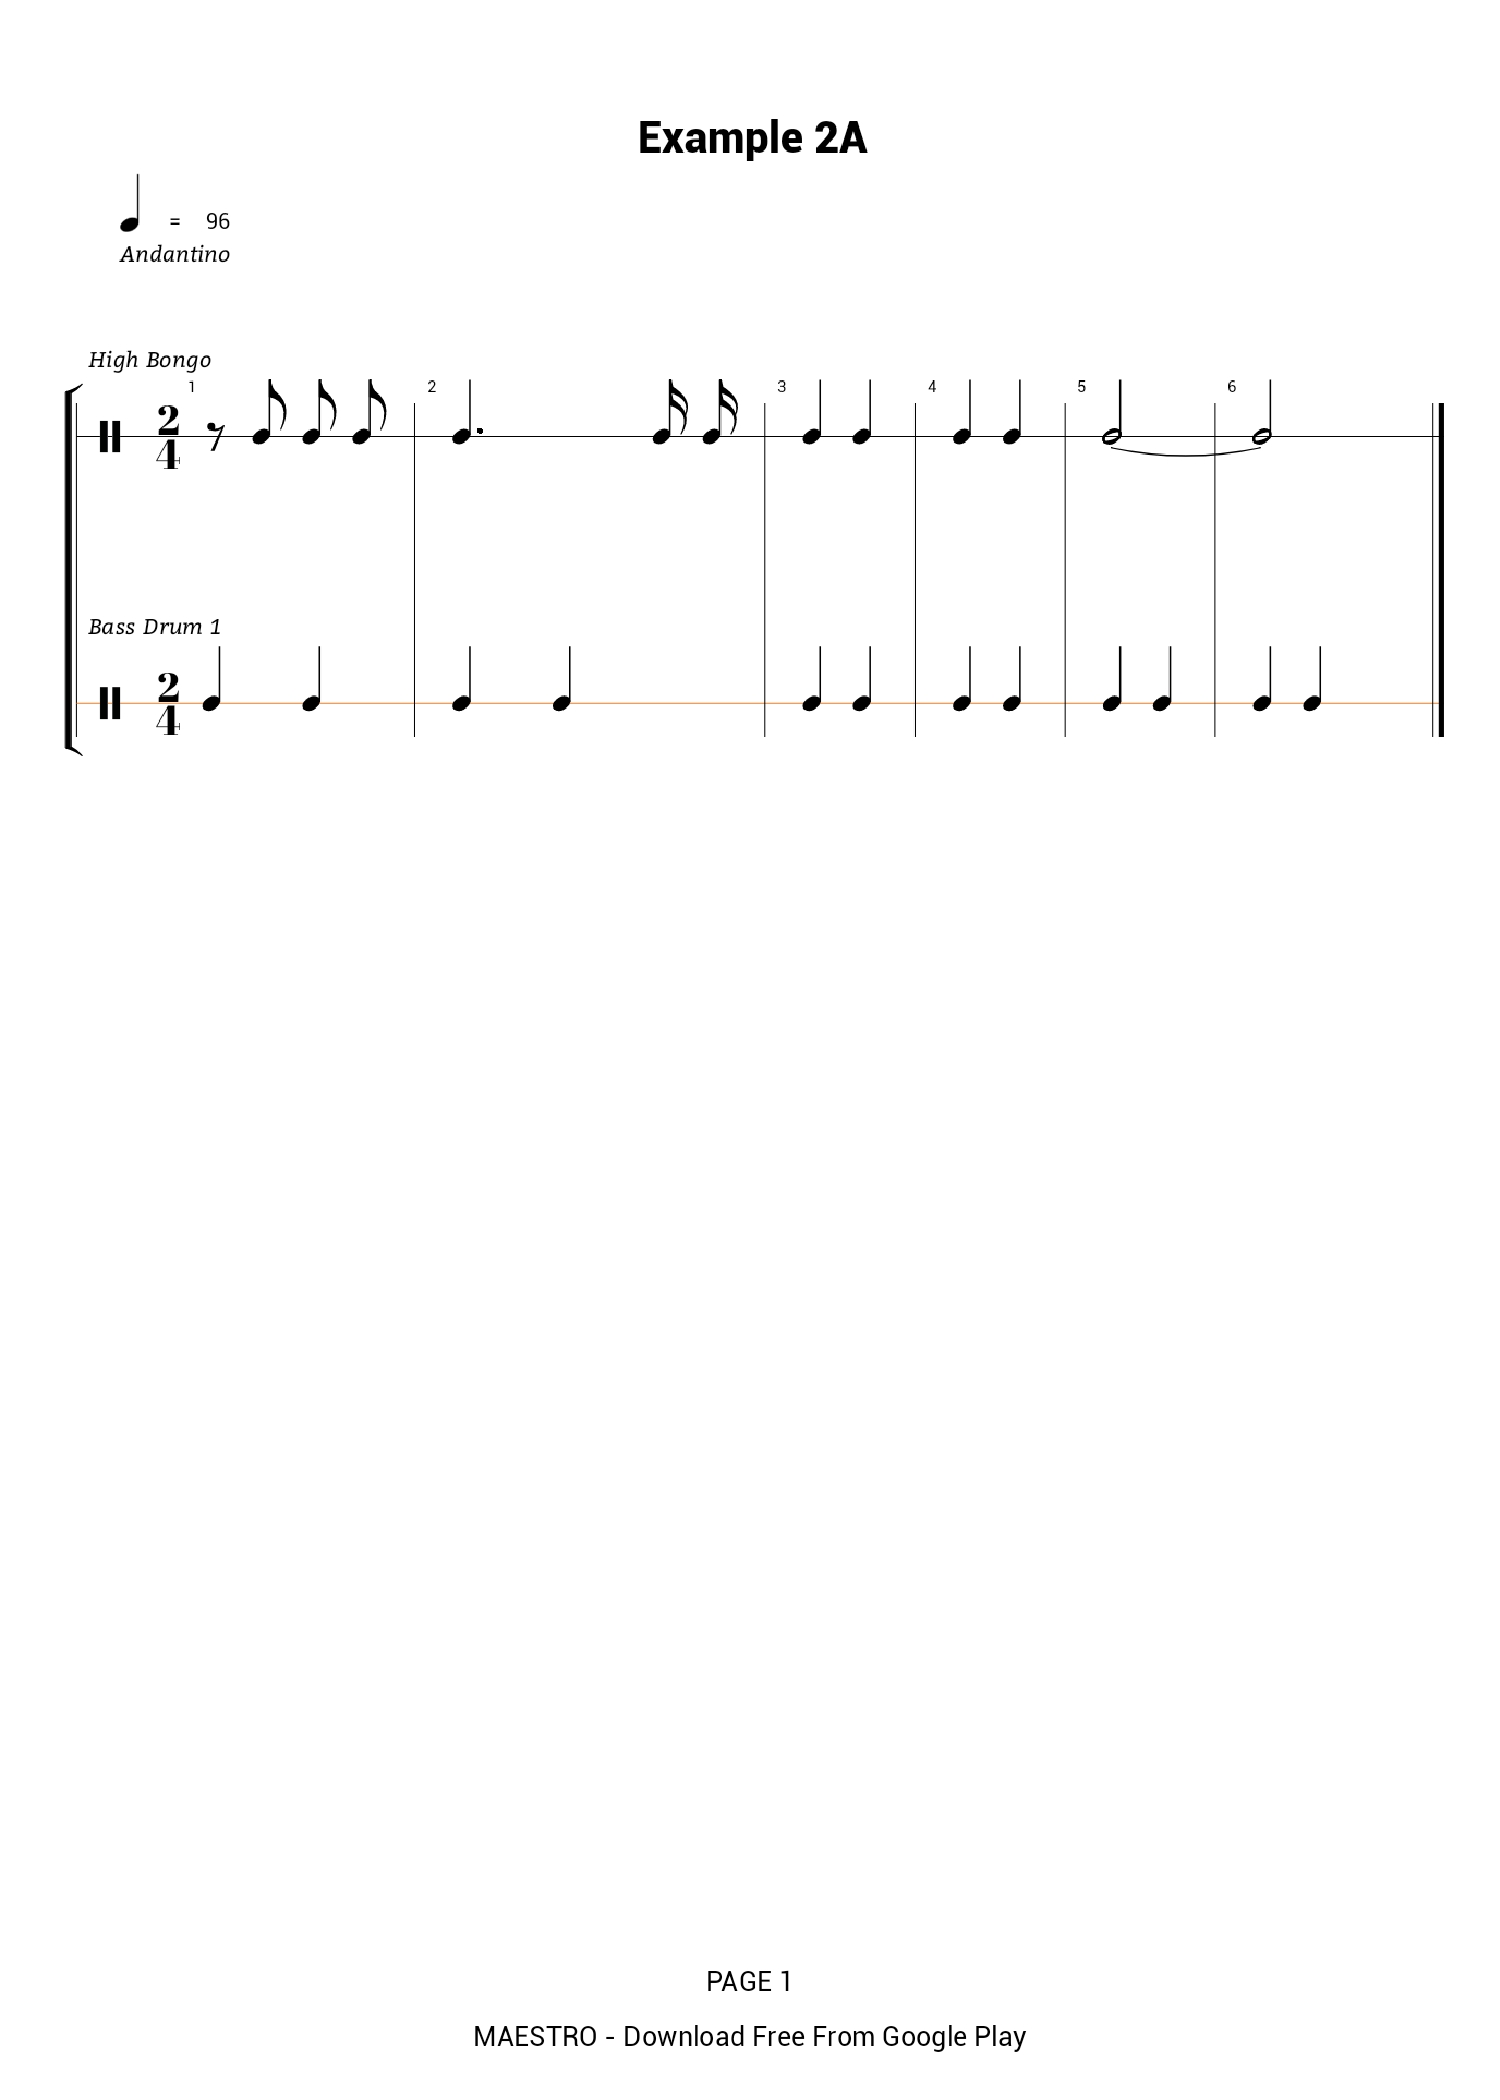 Example 2A
= 96
Andantino
High Bongo
1 2 3 4 5 6
2
4
Bass Drum 1
2
4
PAGE 1
MAESTRO - Download Free From Google Play